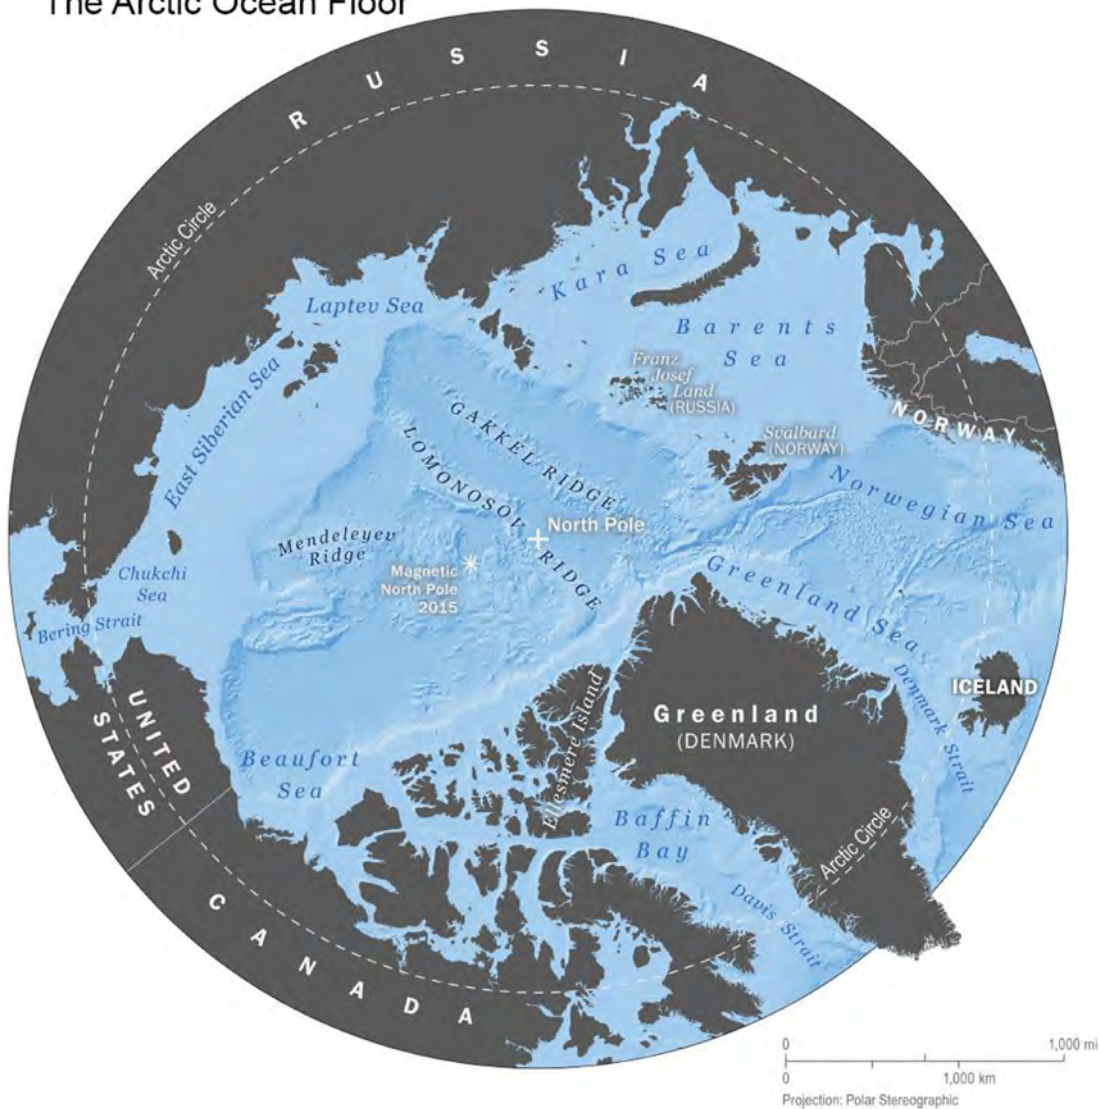 The Arctic Ocean Floor
RUSSIA
Arctic Circle
Kara Sea
Laptev Sea
Barents
Sea
Franz
Josef
Land
(RUSSIA)
East Siberian Sea
GAKKEL RIDGE
NORWAY
Svalbard
(NORWAY)
LOMONOSOV RIDGE
Norwegian Sea
North Pole
Mendeleyev
Ridge
Magnetic
North Pole
2015
Chukchi
Sea
Greenland Sea
Bering Strait
UNITED
STATES
ICELAND
Denmark Strait
Greenland
(DENMARK)
Ellesmere Island
Beaufort
Sea
Baffin
Bay
Arctic Circle
Davis Strait
CANADA
0 1,000 mi
0 1,000 km
Projection: Polar Stereographic